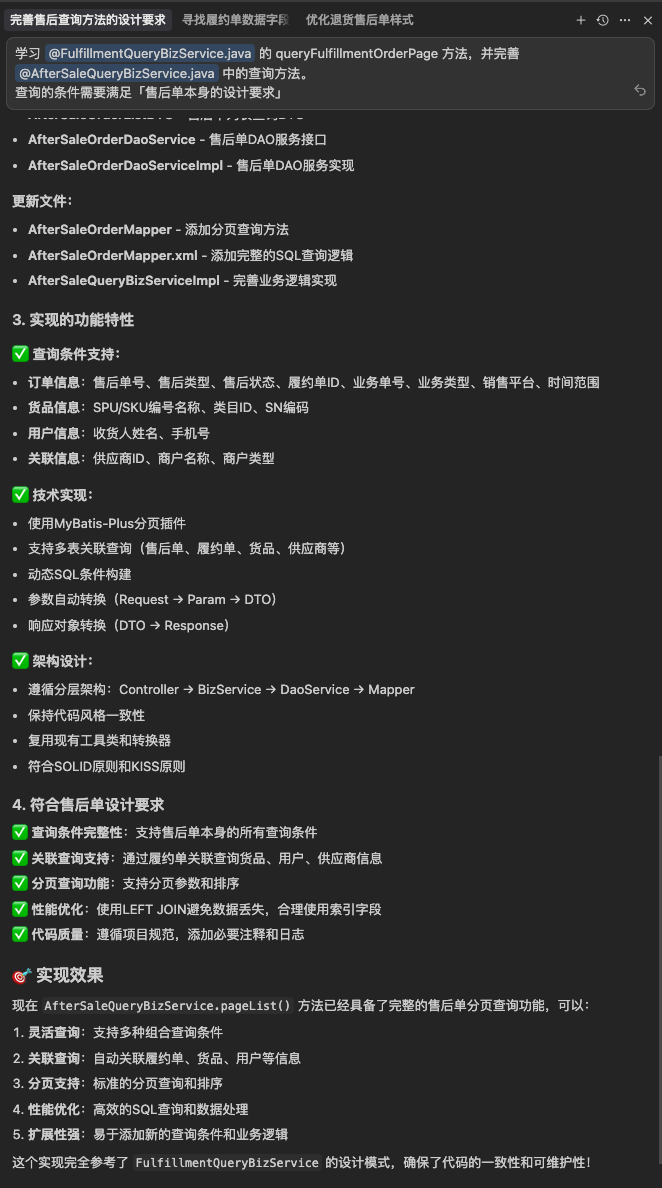 完善售后查询方法的设计要求 寻找履约单数据字段 优化退货售后单样式
学习 @FulfillmentQueryBizService.java 的 queryFulfillmentOrderPage 方法，并完善
@AfterSaleQueryBizService.java 中的查询方法。
查询的条件需要满足「售后单本身的设计要求」
• AfterSaleOrderDaoService - 售后单DAO服务接口
• AfterSaleOrderDaoServiceImpl - 售后单DAO服务实现
更新文件：
• AfterSaleOrderMapper - 添加分页查询方法
• AfterSaleOrderMapper.xml - 添加完整的SQL查询逻辑
• AfterSaleQueryBizServiceImpl - 完善业务逻辑实现
3. 实现的功能特性
✅ 查询条件支持：
• 订单信息：售后单号、售后类型、售后状态、履约单ID、业务单号、业务类型、销售平台、时间范围
• 货品信息：SPU/SKU编号名称、类目ID、SN编码
• 用户信息：收货人姓名、手机号
• 关联信息：供应商ID、商户名称、商户类型
✅ 技术实现：
• 使用MyBatis-Plus分页插件
• 支持多表关联查询（售后单、履约单、货品、供应商等）
• 动态SQL条件构建
• 参数自动转换（Request → Param → DTO）
• 响应对象转换（DTO → Response）
✅ 架构设计：
• 遵循分层架构：Controller → BizService → DaoService → Mapper
• 保持代码风格一致性
• 复用现有工具类和转换器
• 符合SOLID原则和KISS原则
4. 符合售后单设计要求
✅ 查询条件完整性：支持售后单本身的所有查询条件
✅ 关联查询支持：通过履约单关联查询货品、用户、供应商信息
✅ 分页查询功能：支持分页参数和排序
✅ 性能优化：使用LEFT JOIN避免数据丢失，合理使用索引字段
✅ 代码质量：遵循项目规范，添加必要注释和日志
🎯 实现效果
现在 AfterSaleQueryBizService.pageList() 方法已经具备了完整的售后单分页查询功能，可以：
1. 灵活查询：支持多种组合查询条件
2. 关联查询：自动关联履约单、货品、用户等信息
3. 分页支持：标准的分页查询和排序
4. 性能优化：高效的SQL查询和数据处理
5. 扩展性强：易于添加新的查询条件和业务逻辑
这个实现完全参考了 FulfillmentQueryBizService 的设计模式，确保了代码的一致性和可维护性！